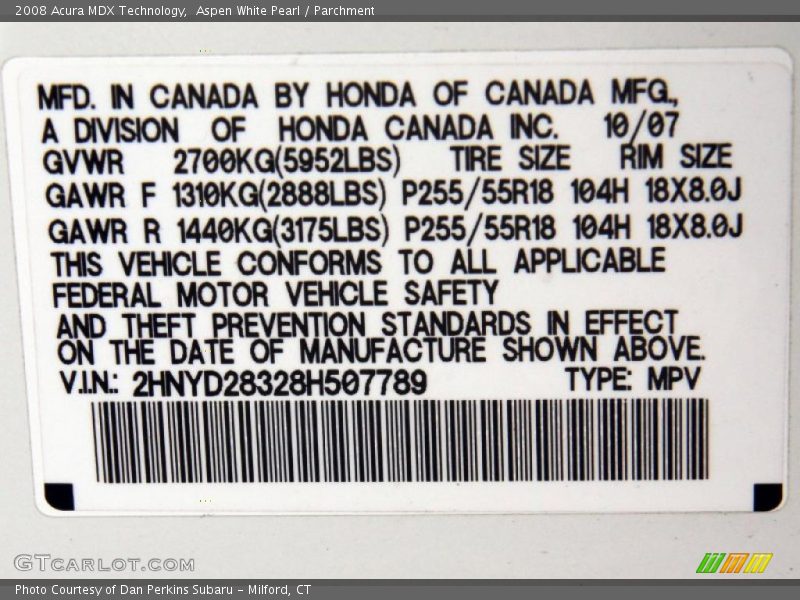 2008 Acura MDX Technology,  Aspen White Pearl / Parchment
MFD. IN CANADA BY HONDA OF CANADA MFG.,
A DIVISION OF HONDA CANADA INC. 10/07
GVWR 2700KG(5952LBS) TIRE SIZE RIM SIZE
GAWR F 1310KG(2888LBS) P255/55R18 104H 18X8.0J
GAWR R 1440KG(3175LBS) P255/55R18 104H 18X8.0J
THIS VEHICLE CONFORMS TO ALL APPLICABLE
FEDERAL MOTOR VEHICLE SAFETY
AND THEFT PREVENTION STANDARDS IN EFFECT
ON THE DATE OF MANUFACTURE SHOWN ABOVE.
V.I.N.: 2HNYD28328H507789 TYPE: MPV
GTCARLOT.COM
Photo Courtesy of Dan Perkins Subaru - Milford, CT